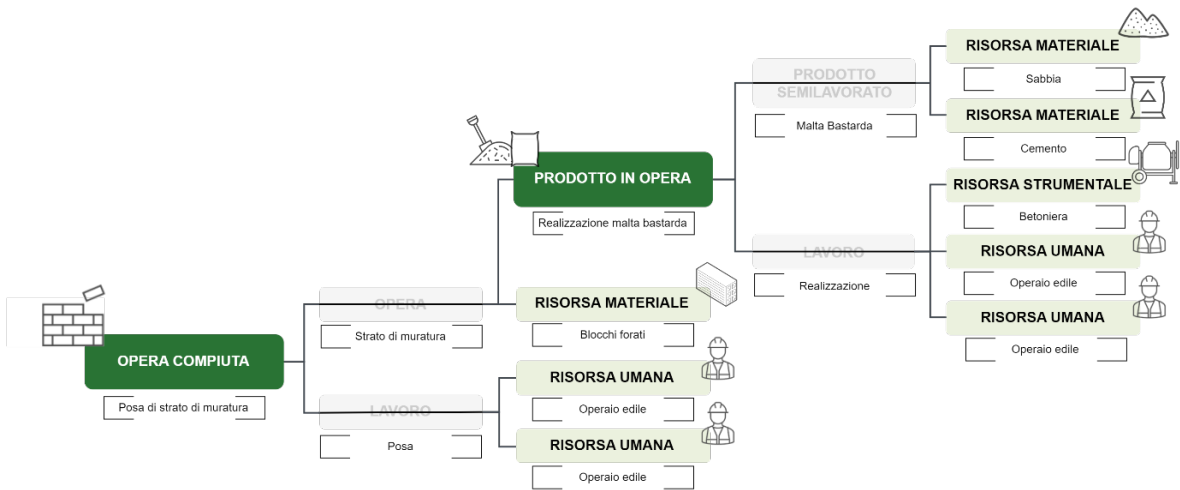 OPERA COMPIUTA
Posa di strato di muratura
OPERA
Strato di muratura
LAVORO
Posa
PRODOTTO IN OPERA
Realizzazione malta bastarda
RISORSA MATERIALE
Blocchi forati
RISORSA UMANA
Operaio edile
RISORSA UMANA
Operaio edile
PRODOTTO
SEMILAVORATO
Malta Bastarda
LAVORO
Realizzazione
RISORSA MATERIALE
Sabbia
RISORSA MATERIALE
Cemento
RISORSA STRUMENTALE
Betoniera
RISORSA UMANA
Operaio edile
RISORSA UMANA
Operaio edile